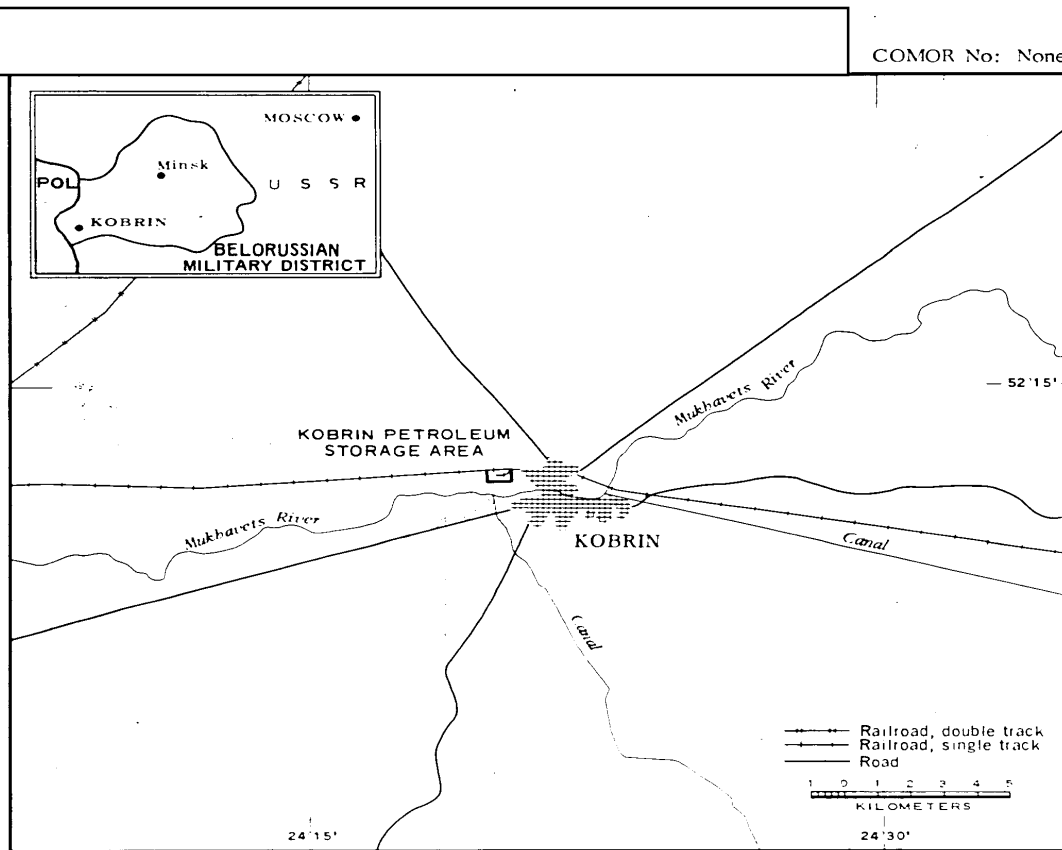 COMOR No: None
MOSCOW
Minsk
POL
U S S R
KOBRIN
BELORUSSIAN
MILITARY DISTRICT
Mukhavets River
52°15'
KOBRIN PETROLEUM
STORAGE AREA
Mukhavets River
KOBRIN
Canal
Canal
Railroad, double track
Railroad, single track
Road
1 0 1 2 3 4 5
KILOMETERS
24°15'
24°30'